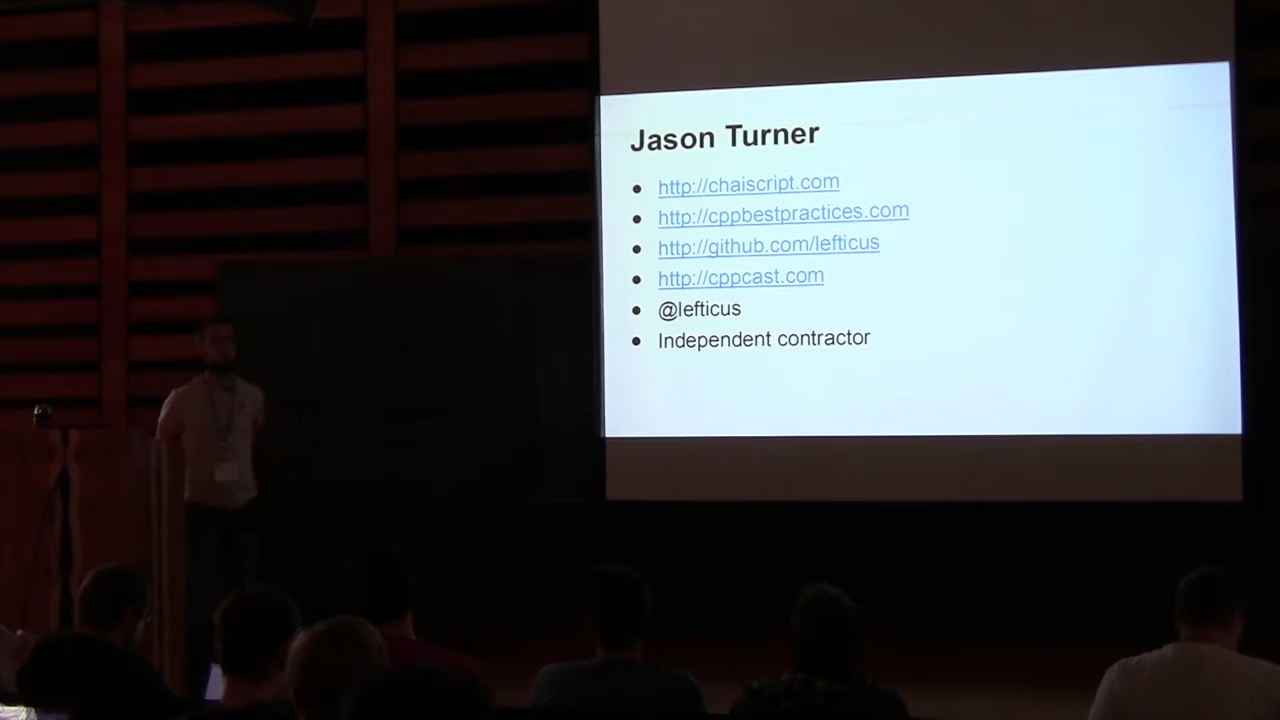 Jason Turner
● http://chaiscript.com
● http://cppbestpractices.com
● http://github.com/lefticus
● http://cppcast.com
● @lefticus
● Independent contractor